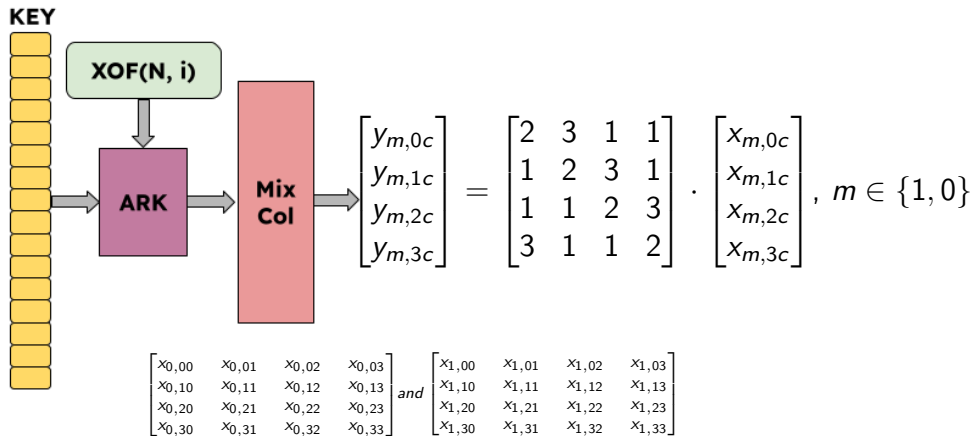 KEY
XOF(N, i)
ARK
Mix
Col
[y_{m,0c}] = [2 3 1 1] · [x_{m,0c}] , m ∈ {1, 0}
[y_{m,1c}] [1 2 3 1] [x_{m,1c}]
[y_{m,2c}] [1 1 2 3] [x_{m,2c}]
[y_{m,3c}] [3 1 1 2] [x_{m,3c}]
[x_{0,00} x_{0,01} x_{0,02} x_{0,03}] and [x_{1,00} x_{1,01} x_{1,02} x_{1,03}]
[x_{0,10} x_{0,11} x_{0,12} x_{0,13}] [x_{1,10} x_{1,11} x_{1,12} x_{1,13}]
[x_{0,20} x_{0,21} x_{0,22} x_{0,23}] [x_{1,20} x_{1,21} x_{1,22} x_{1,23}]
[x_{0,30} x_{0,31} x_{0,32} x_{0,33}] [x_{1,30} x_{1,31} x_{1,32} x_{1,33}]